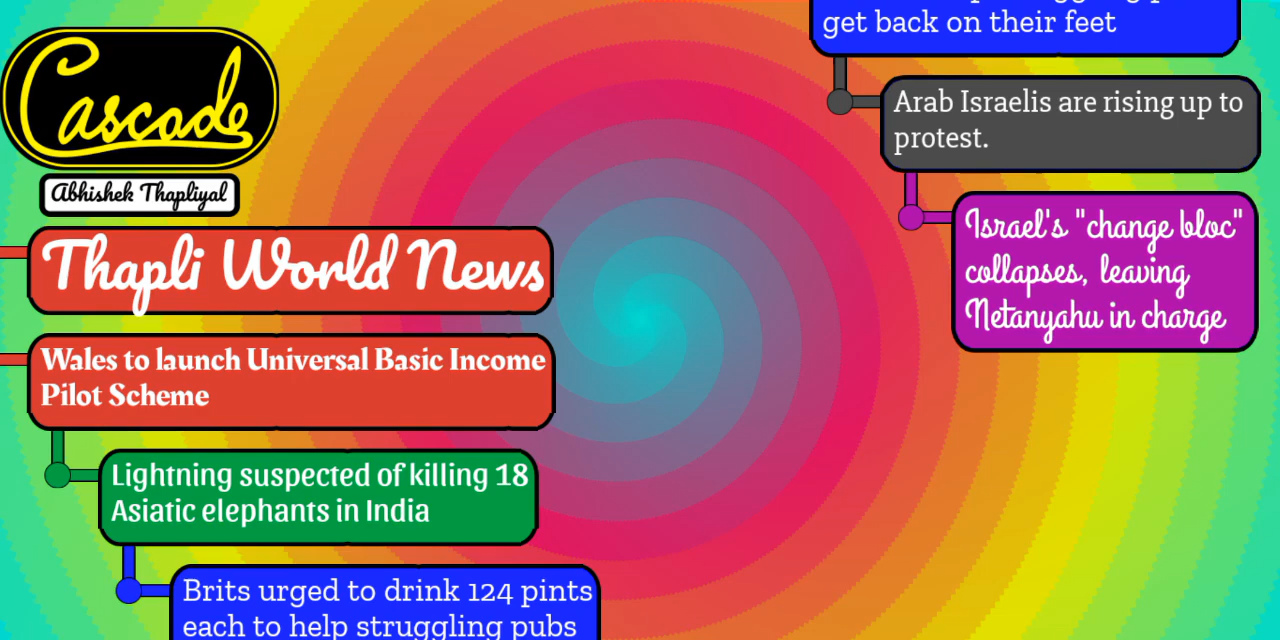 Cascade
Abhishek Thapliyal
Thapli World News
Wales to launch Universal Basic Income
Pilot Scheme
Lightning suspected of killing 18
Asiatic elephants in India
Brits urged to drink 124 pints
each to help struggling pubs
get back on their feet
Arab Israelis are rising up to
protest.
Israel's "change bloc"
collapses, leaving
Netanyahu in charge